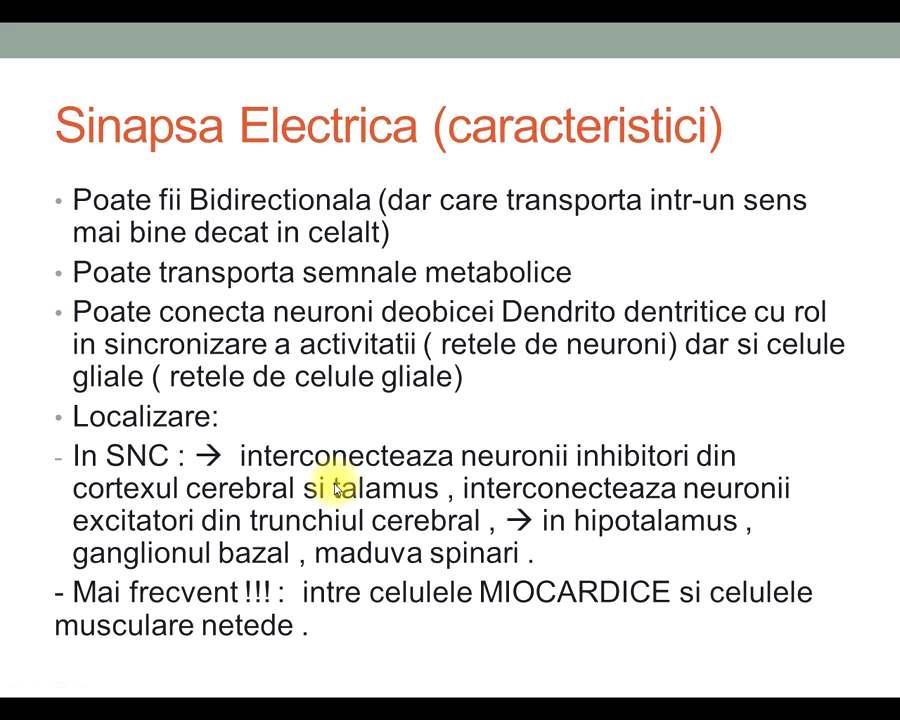 Sinapsa Electrica (caracteristici)
• Poate fii Bidirectionala (dar care transporta intr-un sens
mai bine decat in celalt)
• Poate transporta semnale metabolice
• Poate conecta neuroni deobicei Dendrito dentritice cu rol
in sincronizare a activitatii ( retele de neuroni) dar si celule
gliale ( retele de celule gliale)
• Localizare:
- In SNC : → interconecteaza neuronii inhibitori din
cortexul cerebral si talamus , interconecteaza neuronii
excitatori din trunchiul cerebral , → in hipotalamus ,
ganglionul bazal , maduva spinari .
- Mai frecvent !!! : intre celulele MIOCARDICE si celulele
musculare netede .